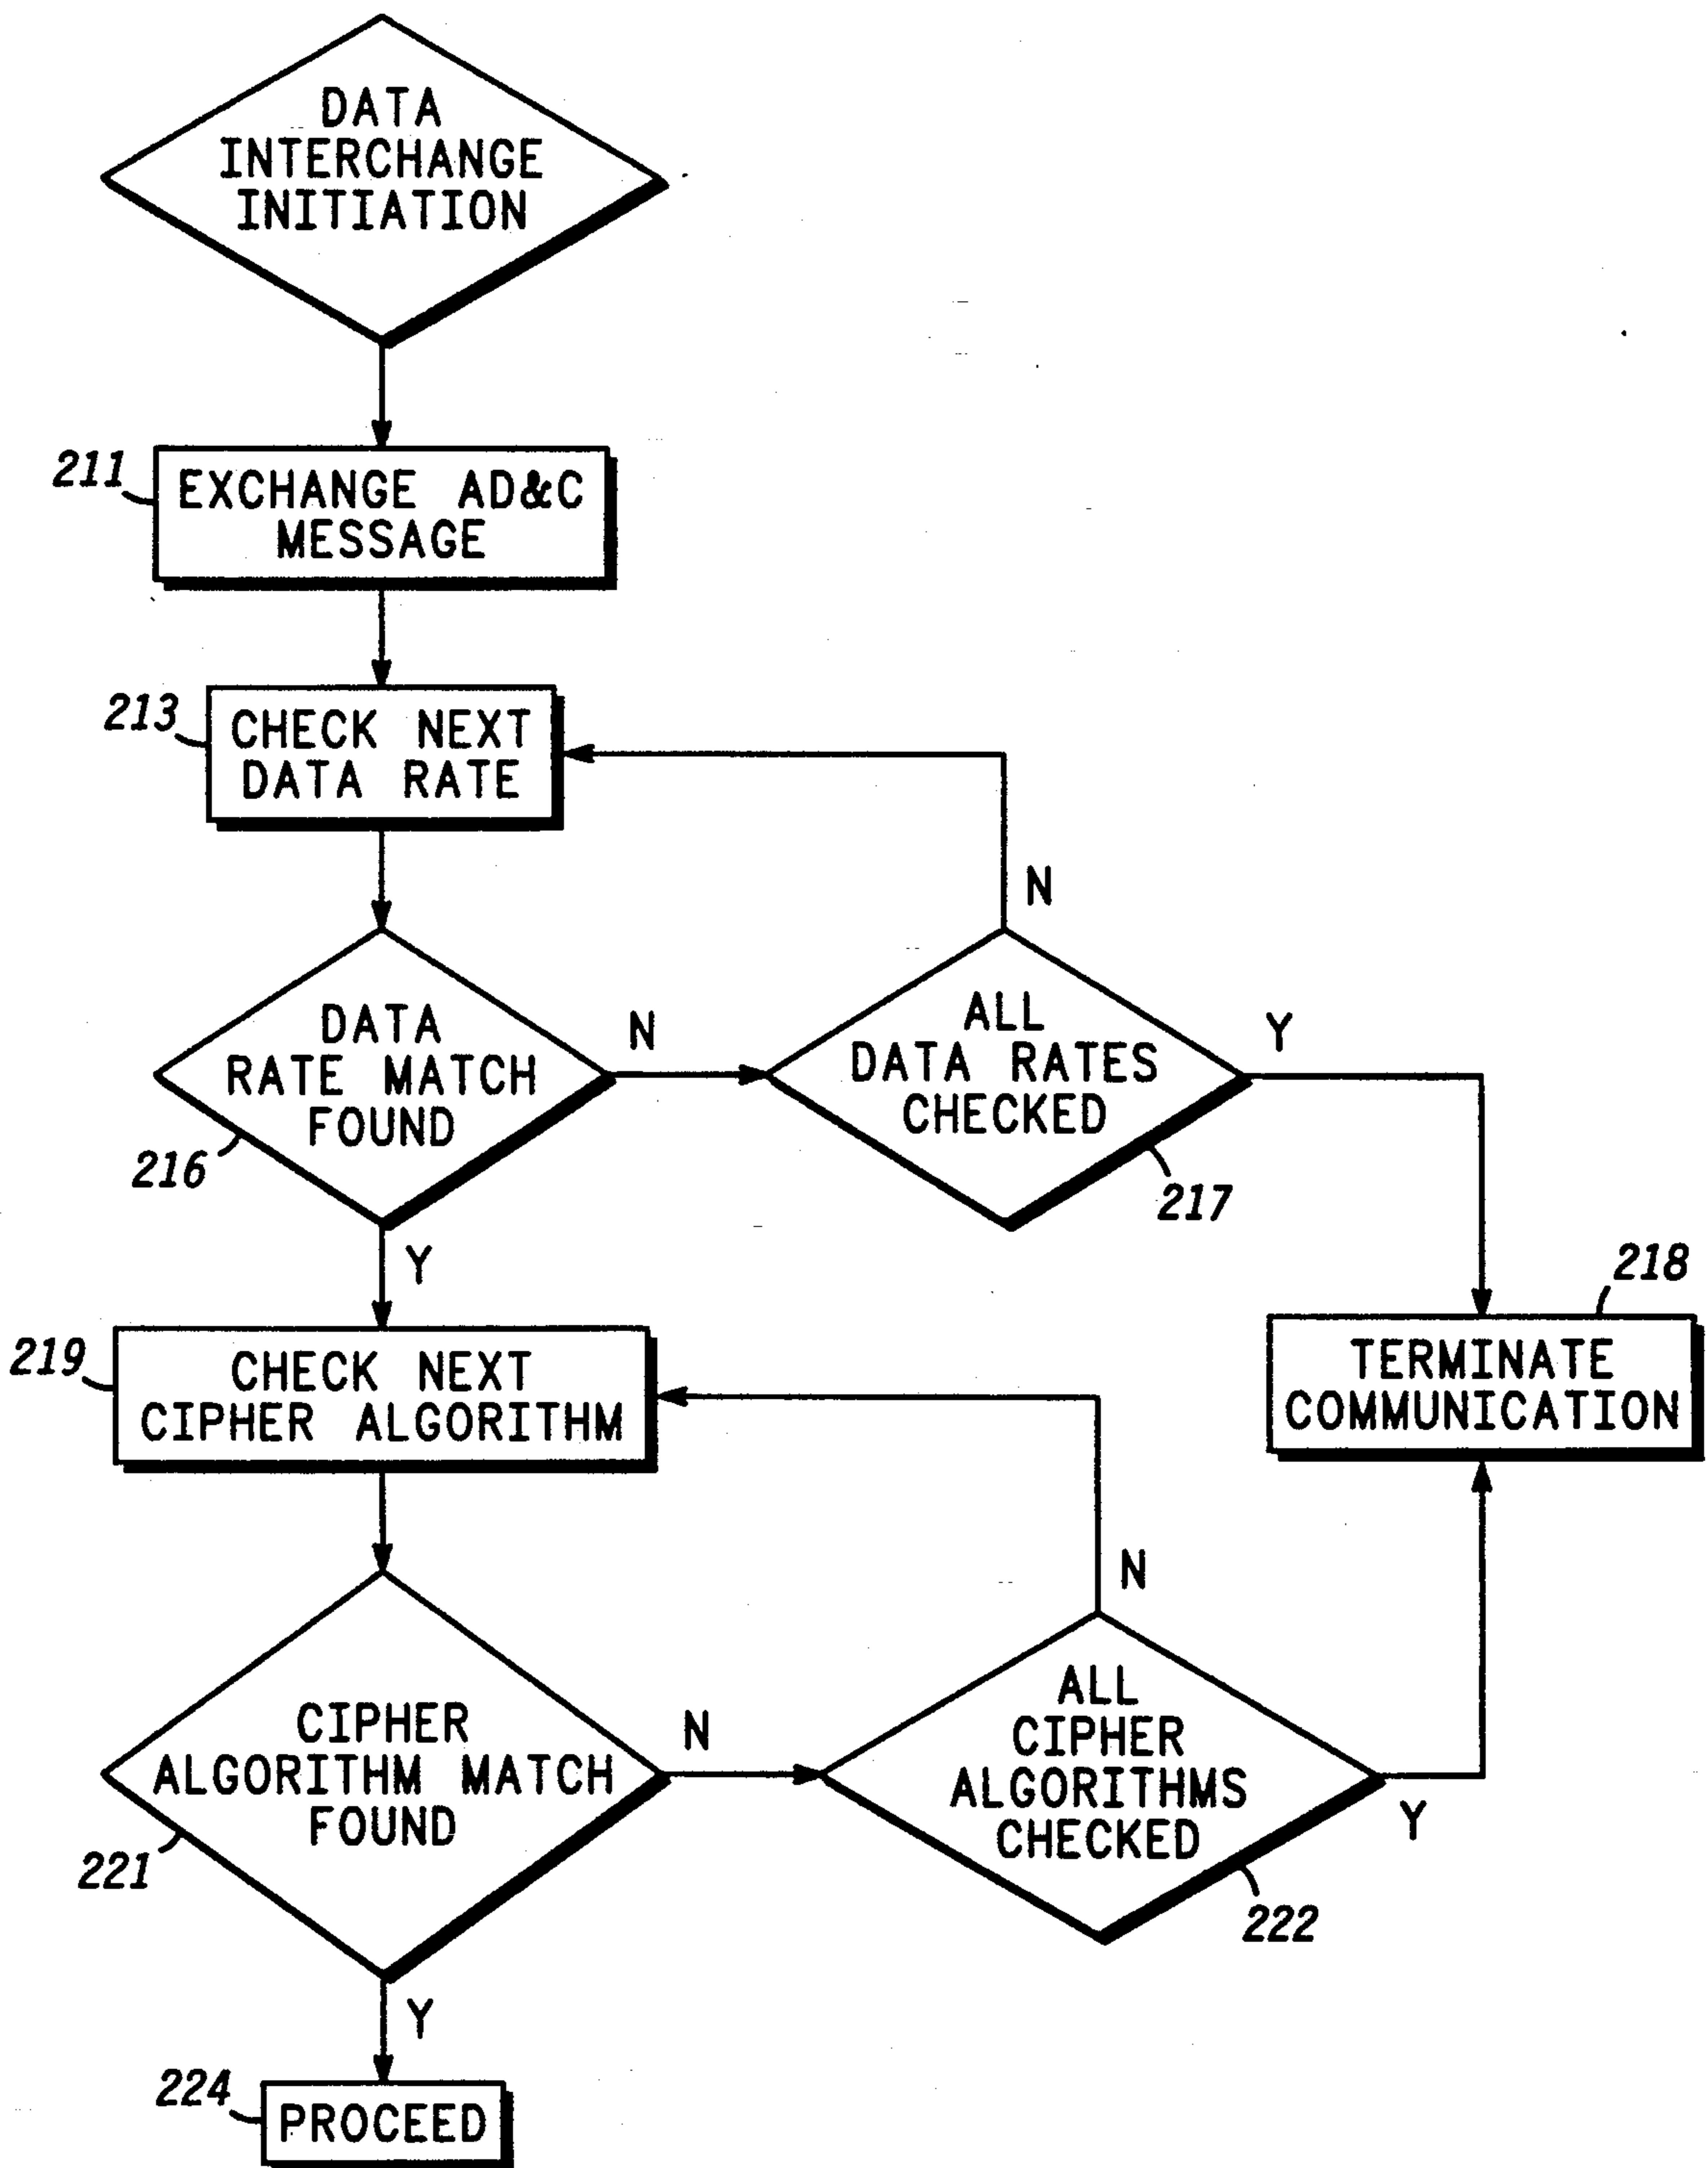 DATA
INTERCHANGE
INITIATION
211
EXCHANGE AD&C
MESSAGE
213
CHECK NEXT
DATA RATE
N
DATA
RATE MATCH
FOUND
216
N
ALL
DATA RATES
CHECKED
217
Y
Y
218
TERMINATE
COMMUNICATION
219
CHECK NEXT
CIPHER ALGORITHM
N
CIPHER
ALGORITHM MATCH
FOUND
221
N
ALL
CIPHER
ALGORITHMS
CHECKED
222
Y
Y
224
PROCEED